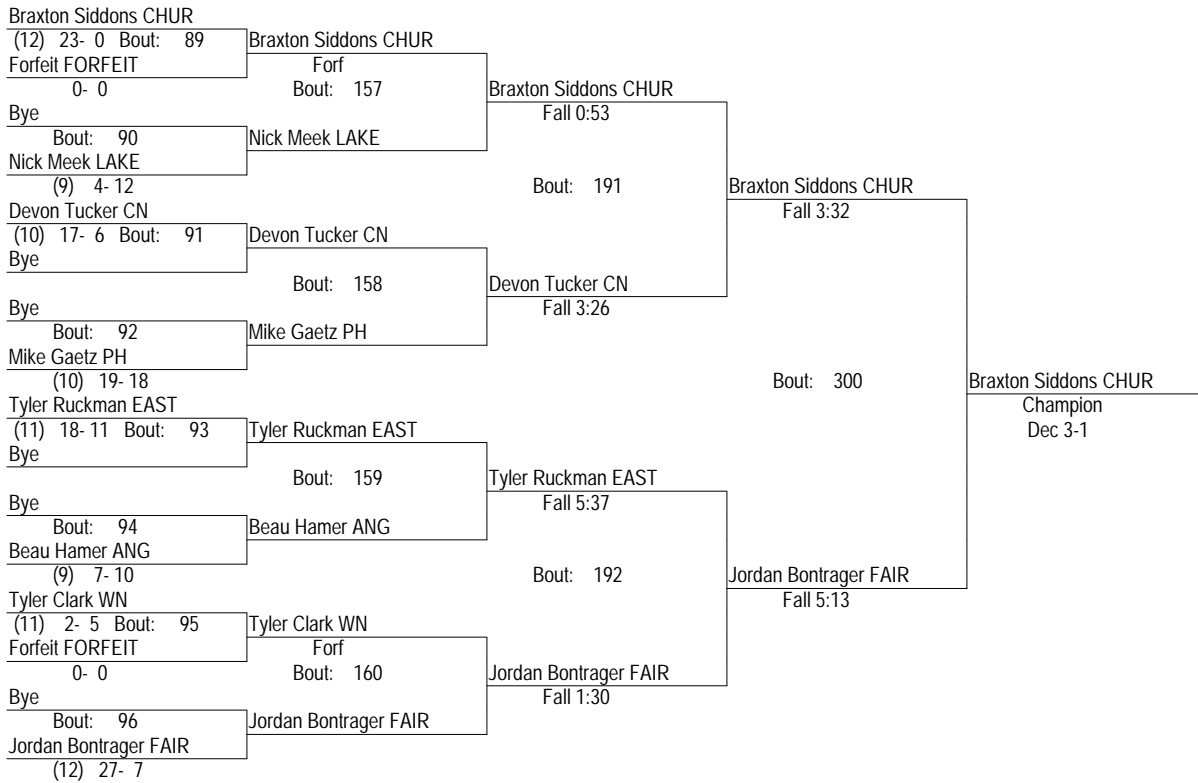 Braxton Siddons CHUR
(12) 23- 0 Bout: 89
Forfeit FORFEIT
0- 0
Bye
Bout: 90
Nick Meek LAKE
(9) 4- 12
Devon Tucker CN
(10) 17- 6 Bout: 91
Bye
Bye
Bout: 92
Mike Gaetz PH
(10) 19- 18
Tyler Ruckman EAST
(11) 18- 11 Bout: 93
Bye
Bye
Bout: 94
Beau Hamer ANG
(9) 7- 10
Tyler Clark WN
(11) 2- 5 Bout: 95
Forfeit FORFEIT
0- 0
Bye
Bout: 96
Jordan Bontrager FAIR
(12) 27- 7
Braxton Siddons CHUR
Forf
Bout: 157
Nick Meek LAKE
Devon Tucker CN
Bout: 158
Mike Gaetz PH
Tyler Ruckman EAST
Bout: 159
Beau Hamer ANG
Tyler Clark WN
Forf
Bout: 160
Jordan Bontrager FAIR
Braxton Siddons CHUR
Fall 0:53
Bout: 191
Devon Tucker CN
Fall 3:26
Tyler Ruckman EAST
Fall 5:37
Bout: 192
Jordan Bontrager FAIR
Fall 1:30
Braxton Siddons CHUR
Fall 3:32
Bout: 300
Jordan Bontrager FAIR
Fall 5:13
Braxton Siddons CHUR
Champion
Dec 3-1